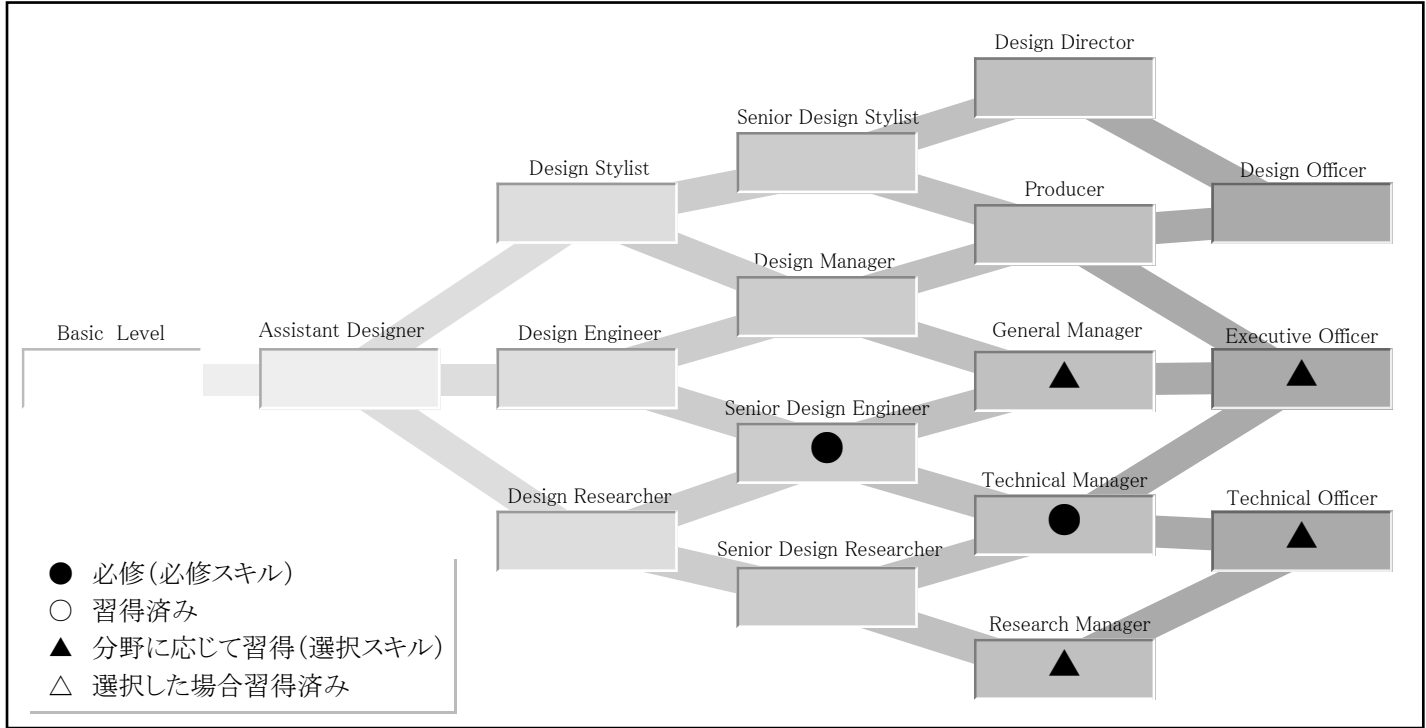 Design Director
Senior Design Stylist
Design Stylist
Design Officer
Producer
Design Manager
Basic Level
Assistant Designer
Design Engineer
General Manager
Executive Officer
▲
▲
Senior Design Engineer
●
Design Researcher
Technical Manager
●
Technical Officer
▲
Senior Design Researcher
Research Manager
▲
● 必修(必修スキル)
○ 習得済み
▲ 分野に応じて習得(選択スキル)
△ 選択した場合習得済み